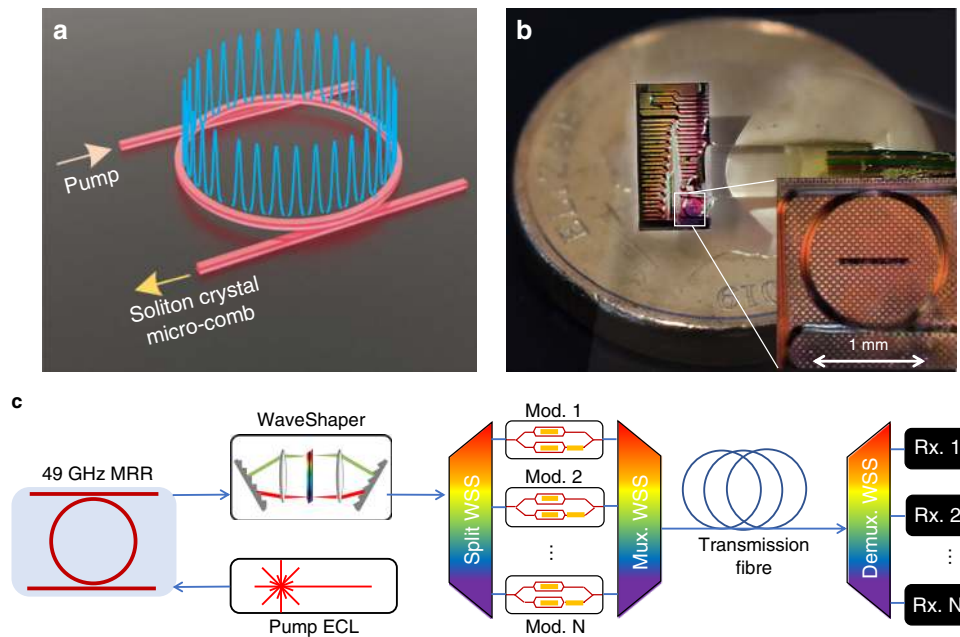 a
Pump
Soliton crystal
micro-comb
b
1 mm
c
49 GHz MRR
WaveShaper
Pump ECL
Split WSS
Mod. 1
Mod. 2
⋮
Mod. N
Mux. WSS
Transmission
fibre
Demux. WSS
Rx. 1
Rx. 2
⋮
Rx. N